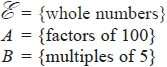 ℰ = {whole numbers}
A = {factors of 100}
B = {multiples of 5}